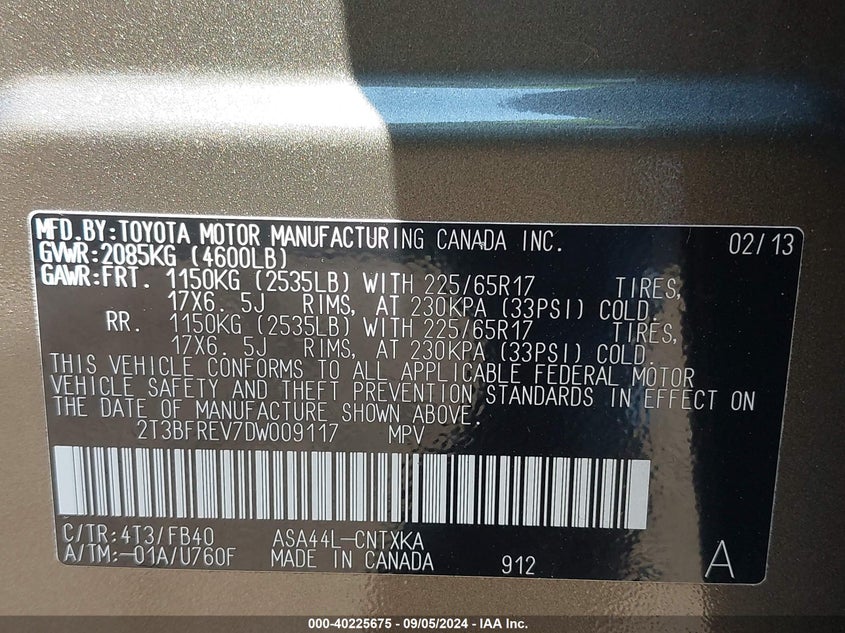 MFD.BY:TOYOTA MOTOR MANUFACTURING CANADA INC. 02/13
GVWR:2085KG (4600LB)
GAWR:FRT. 1150KG (2535LB) WITH 225/65R17 TIRES,
17X6. 5J RIMS, AT 230KPA (33PSI) COLD
RR. 1150KG (2535LB) WITH 225/65R17 TIRES,
17X6. 5J RIMS, AT 230KPA (33PSI) COLD
THIS VEHICLE CONFORMS TO ALL APPLICABLE FEDERAL MOTOR
VEHICLE SAFETY AND THEFT PREVENTION STANDARDS IN EFFECT ON
THE DATE OF MANUFACTURE SHOWN ABOVE.
2T3BFREV7DW009117 MPV
C/TR:4T3/FB40 ASA44L-CNTXKA
A/TM:-01A/U760F MADE IN CANADA 912 A
000-40225675 - 09/05/2024 - IAA Inc.